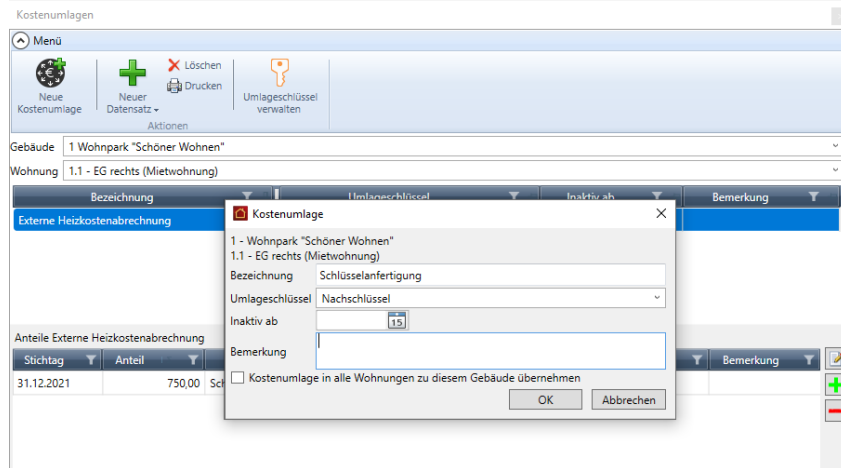 Kostenumlagen
Menü
Neue Kostenumlage
Neuer Datensatz
Löschen
Drucken
Umlageschlüssel verwalten
Aktionen
Gebäude 1 Wohnpark "Schöner Wohnen"
Wohnung 1.1 - EG rechts (Mietwohnung)
Bezeichnung Umlageschlüssel Inaktiv ab Bemerkung
Externe Heizkostenabrechnung
Kostenumlage
1 - Wohnpark "Schöner Wohnen"
1.1 - EG rechts (Mietwohnung)
Bezeichnung Schlüsselanfertigung
Umlageschlüssel Nachschlüssel
Inaktiv ab 15
Bemerkung
Kostenumlage in alle Wohnungen zu diesem Gebäude übernehmen
OK Abbrechen
Anteile Externe Heizkostenabrechnung
Stichtag Anteil Bemerkung
31.12.2021 750,00